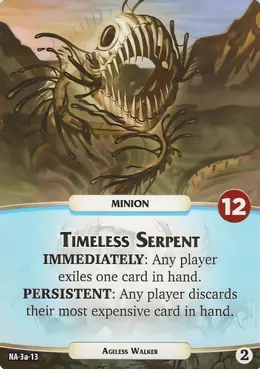 MINION
12
TIMELESS SERPENT
IMMEDIATELY: Any player
exiles one card in hand.
PERSISTENT: Any player discards
their most expensive card in hand.
AGELESS WALKER
NA-3a-13
2